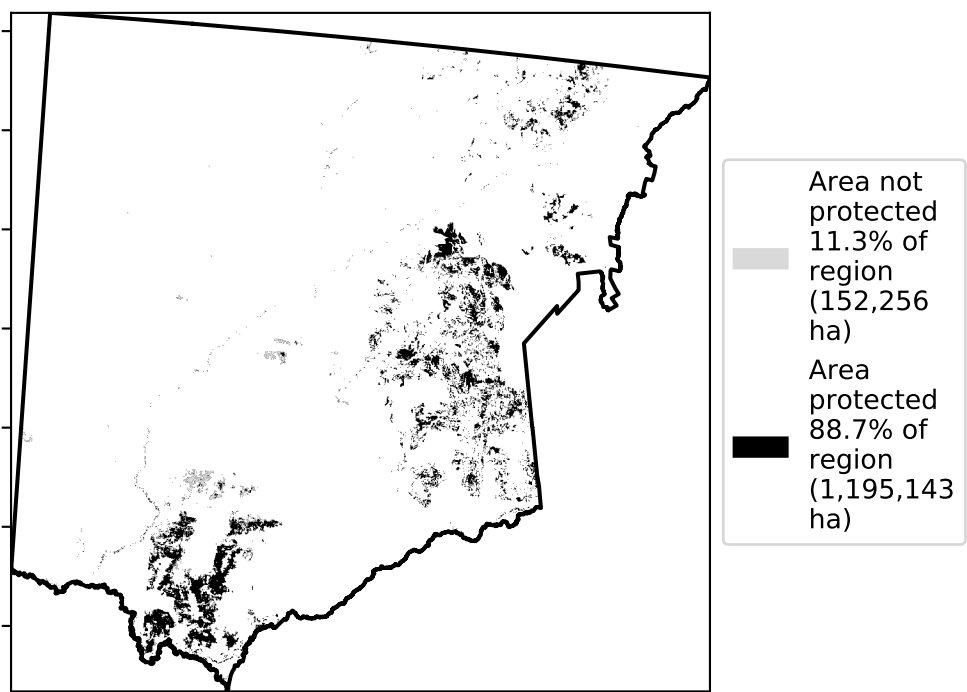 Area not
protected
11.3% of
region
(152,256
ha)
Area
protected
88.7% of
region
(1,195,143
ha)